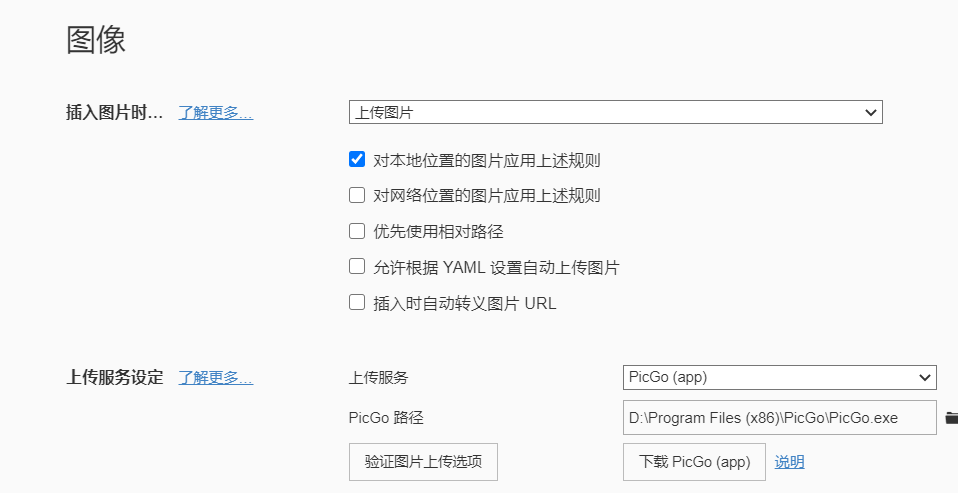 图像
插入图片时... 了解更多... 上传图片
对本地位置的图片应用上述规则
对网络位置的图片应用上述规则
优先使用相对路径
允许根据 YAML 设置自动上传图片
插入时自动转义图片 URL
上传服务设定 了解更多... 上传服务 PicGo (app)
PicGo 路径 D:\Program Files (x86)\PicGo\PicGo.exe
验证图片上传选项 下载 PicGo (app) 说明